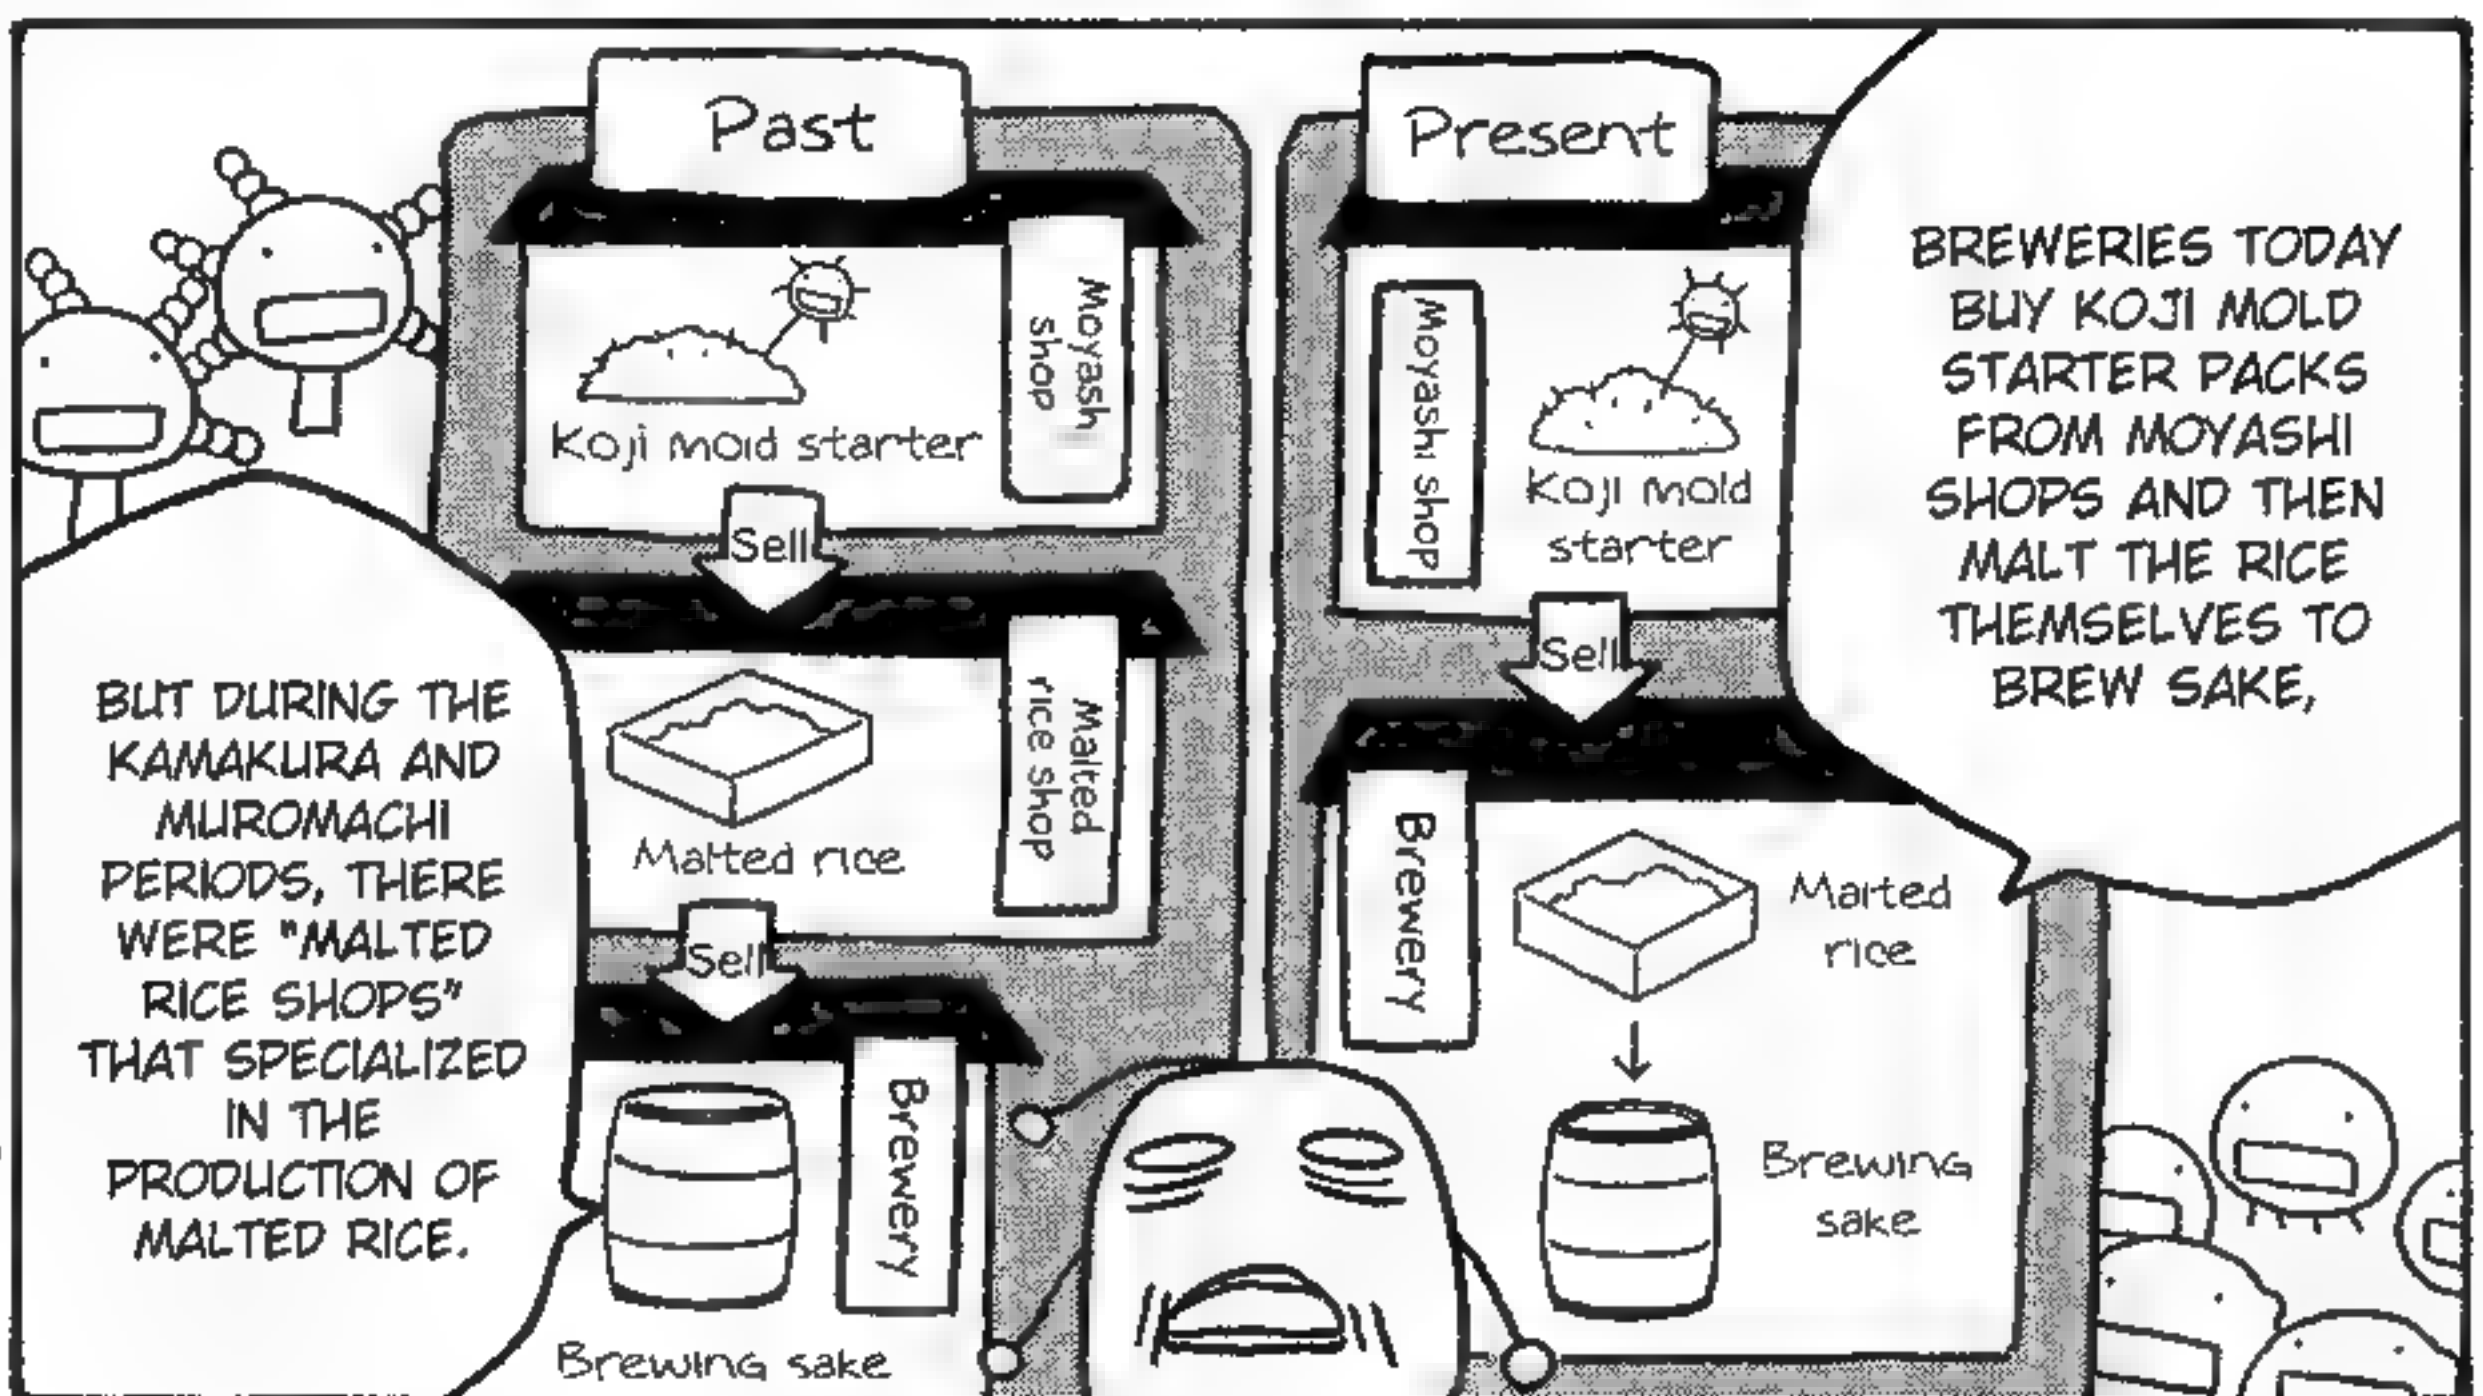 Past
Present
BREWERIES TODAY
BUY KOJI MOLD
STARTER PACKS
FROM MOYASHI
SHOPS AND THEN
MALT THE RICE
THEMSELVES TO
BREW SAKE,
Moyashi shop
Koji mold
starter
Sell
Brewery
Malted
rice
Brewing
sake
Moyash
shop
Koji mold starter
Sell
Malted
rice shop
Malted rice
Sell
Brewery
Brewing sake
BUT DURING THE
KAMAKURA AND
MUROMACHI
PERIODS, THERE
WERE "MALTED
RICE SHOPS"
THAT SPECIALIZED
IN THE
PRODUCTION OF
MALTED RICE.